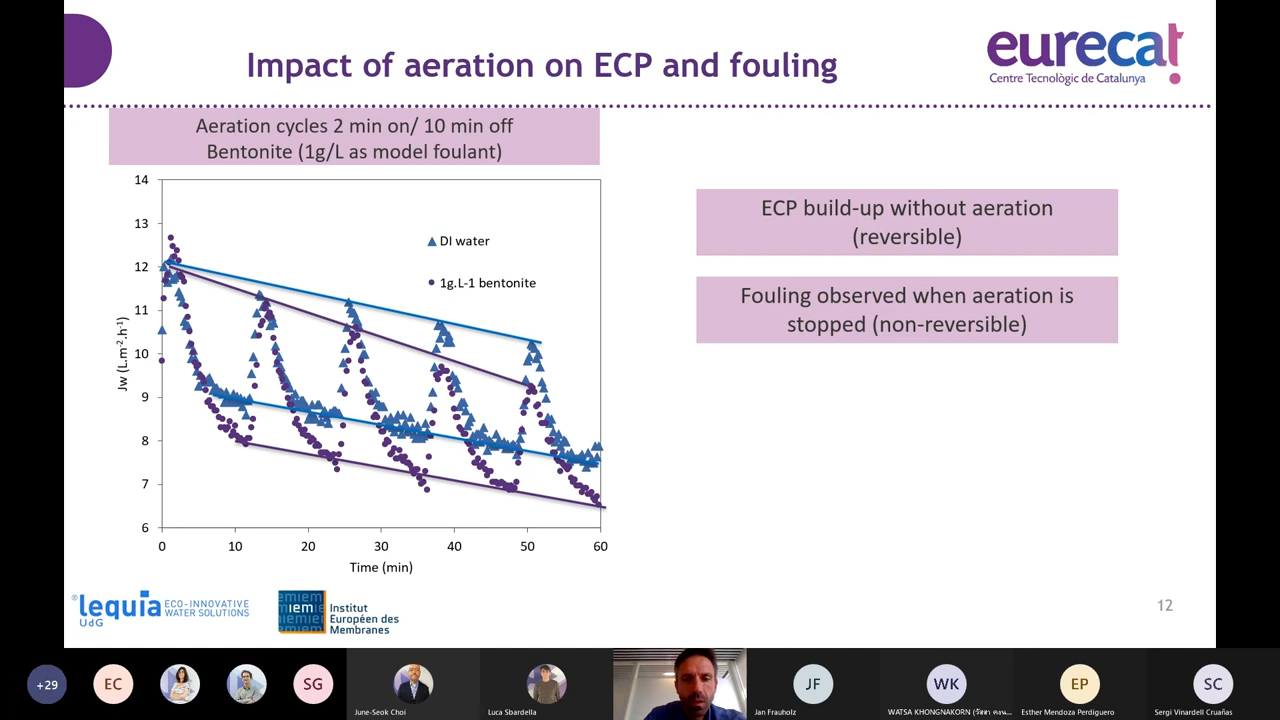 Impact of aeration on ECP and fouling
eurecat
Centre Tecnològic de Catalunya
Aeration cycles 2 min on/ 10 min off
Bentonite (1g/L as model foulant)
ECP build-up without aeration
(reversible)
Fouling observed when aeration is
stopped (non-reversible)
14
13
12
11
10
9
8
7
6
Jw (L.m-2.h-1)
DI water
1g.L-1 bentonite
0 10 20 30 40 50 60
Time (min)
®lequia
UdG
ECO-INNOVATIVE
WATER SOLUTIONS
iem
Institut
Européen des
Membranes
12
+29
EC
SG
June-Seok Choi
Luca Sbardella
JF
Jan Frauholz
WK
WATSA KHONGNAKORN
EP
Esther Mendoza Perdiguero
SC
Sergi Vinardell Cruañas